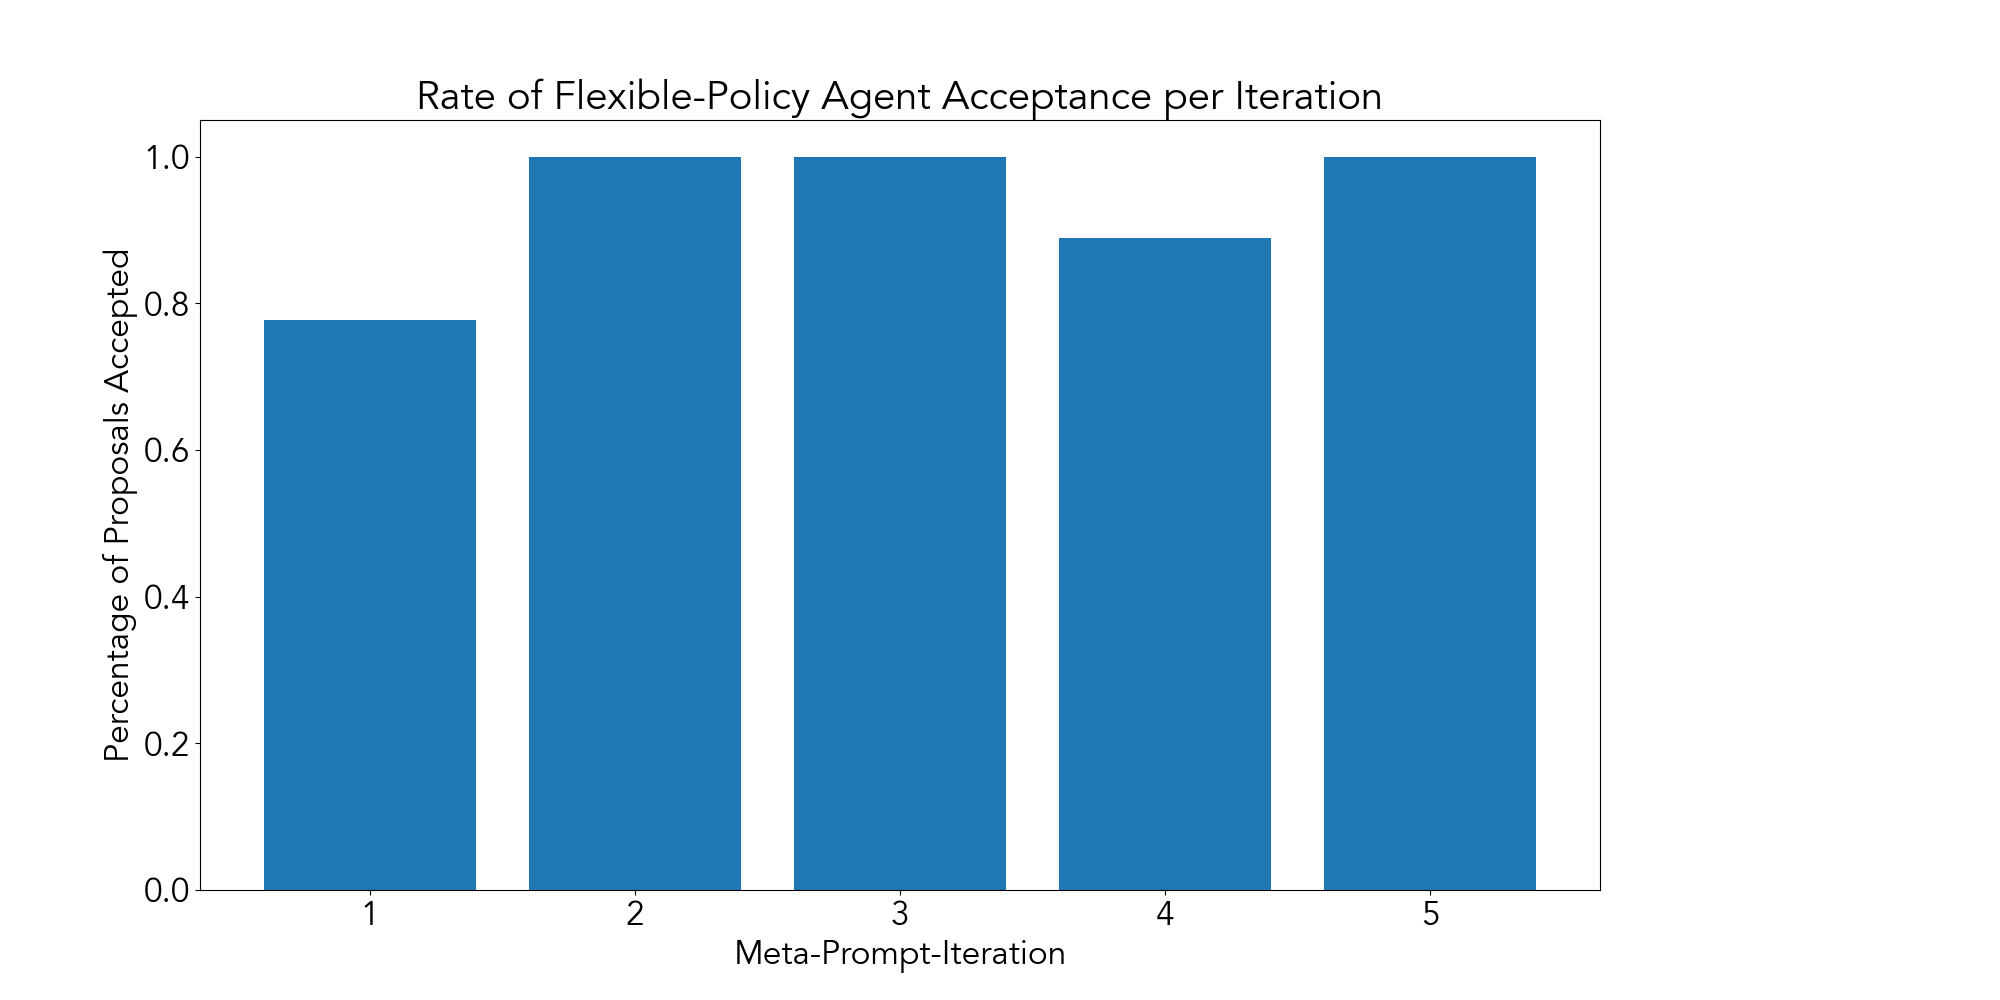 Rate of Flexible-Policy Agent Acceptance per Iteration
Percentage of Proposals Accepted
1.0
0.8
0.6
0.4
0.2
0.0
1 2 3 4 5
Meta-Prompt-Iteration